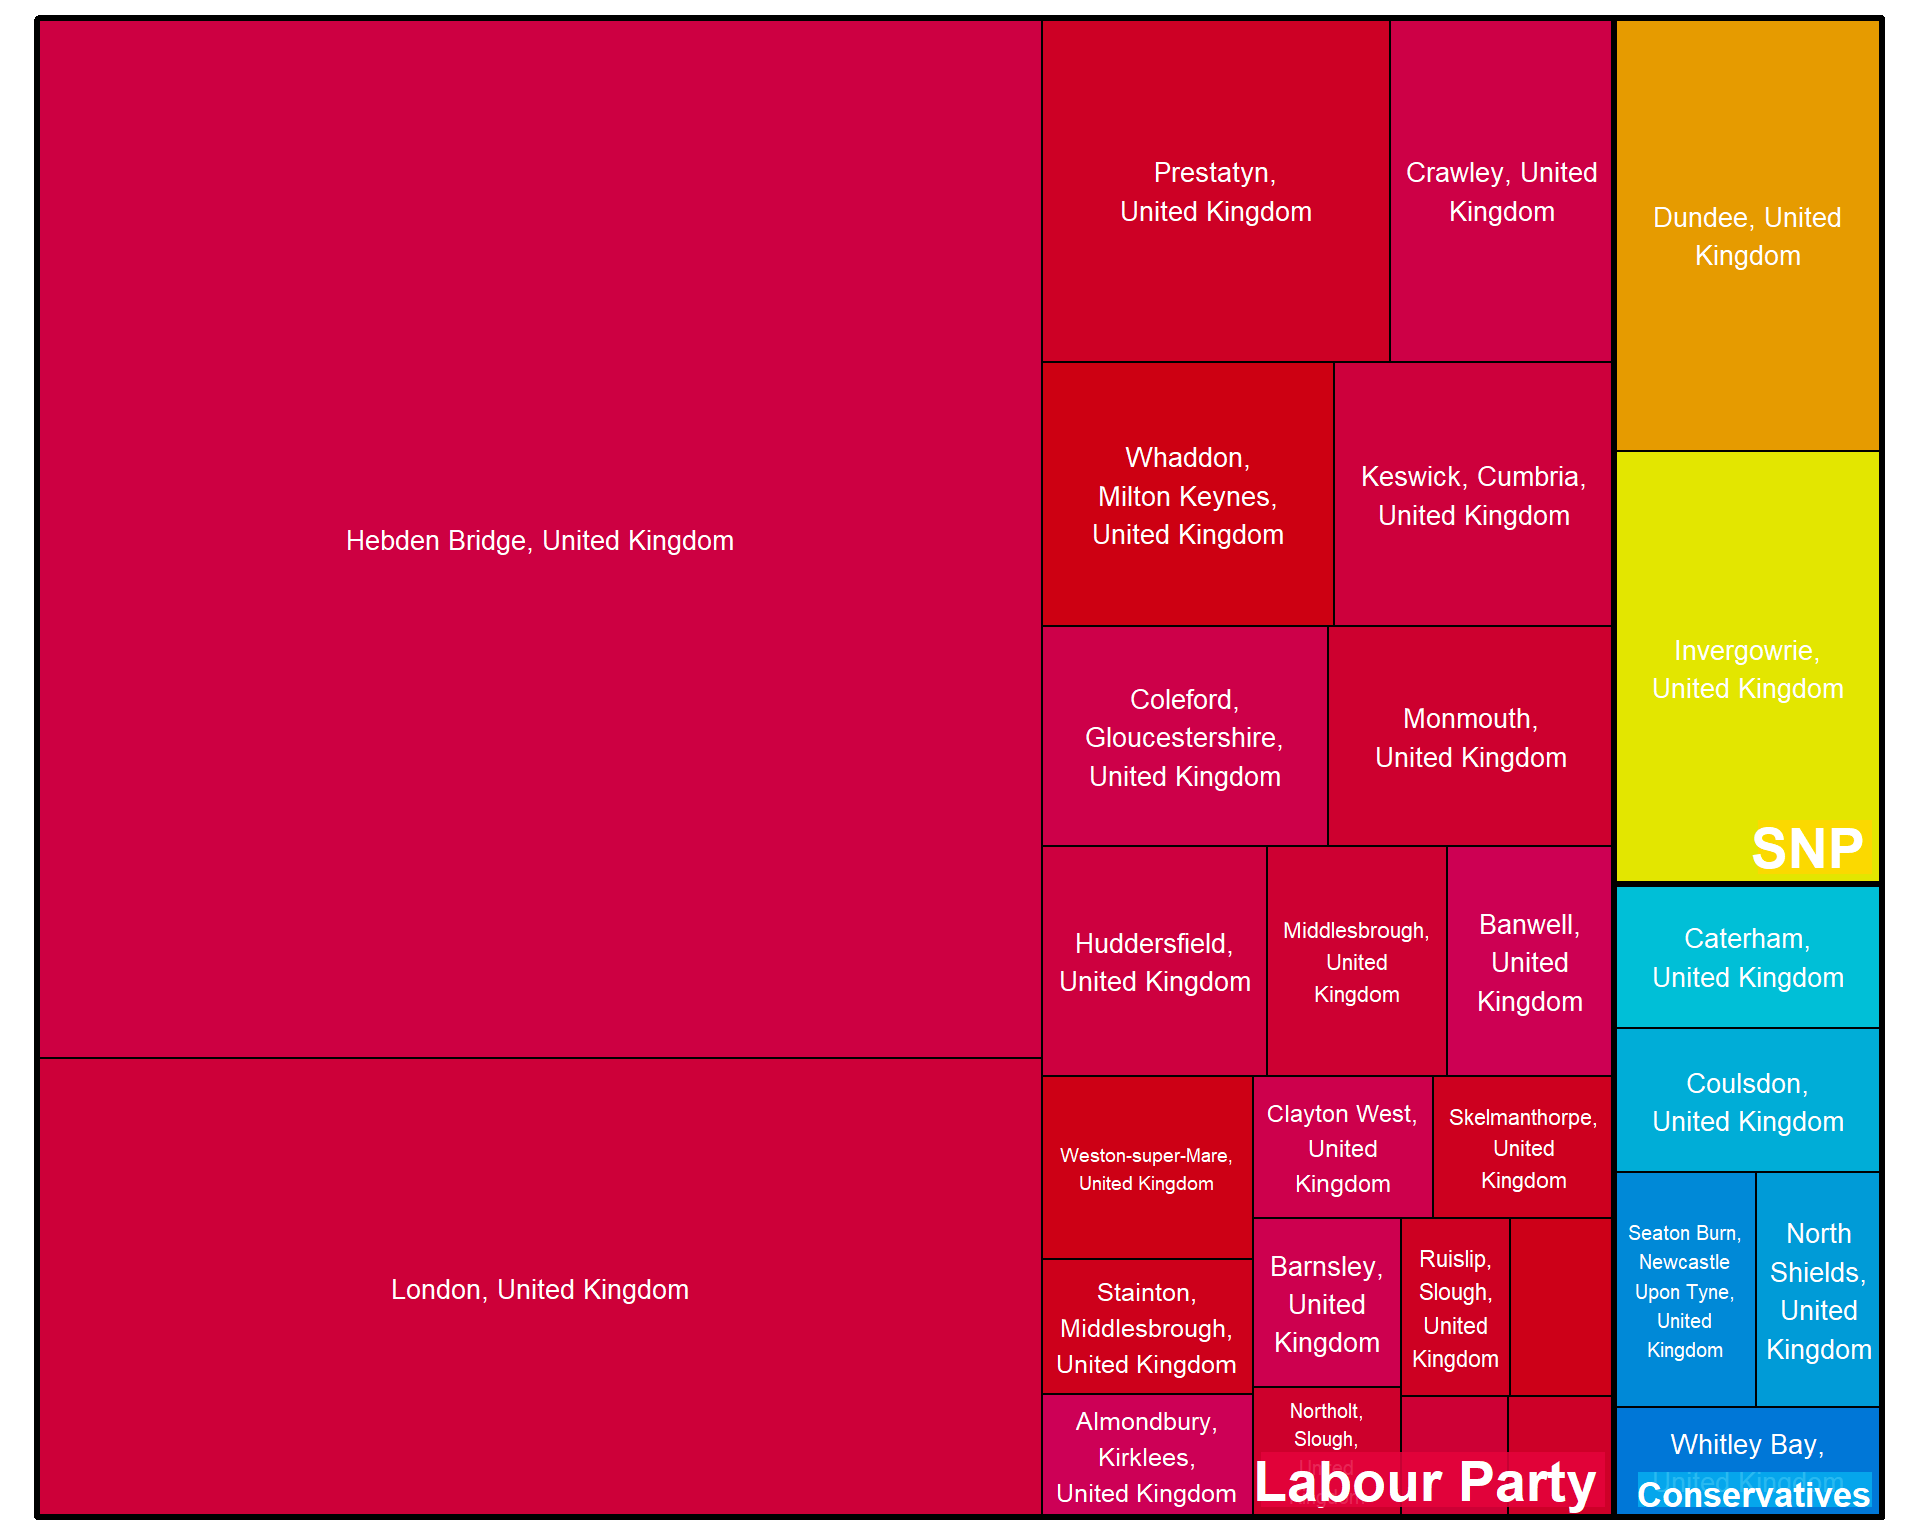 Hebden Bridge, United Kingdom
London, United Kingdom
Prestatyn,
United Kingdom
Crawley, United
Kingdom
Whaddon,
Milton Keynes,
United Kingdom
Keswick, Cumbria,
United Kingdom
Coleford,
Gloucestershire,
United Kingdom
Monmouth,
United Kingdom
Huddersfield,
United Kingdom
Middlesbrough,
United
Kingdom
Banwell,
United
Kingdom
Weston-super-Mare,
United Kingdom
Stainton,
Middlesbrough,
United Kingdom
Almondbury,
Kirklees,
United Kingdom
Clayton West,
United
Kingdom
Skelmanthorpe,
United
Kingdom
Barnsley,
United
Kingdom
Ruislip,
Slough,
United
Kingdom
Northolt,
Slough,
United
Kingdom
Labour Party
Dundee, United
Kingdom
Invergowrie,
United Kingdom
SNP
Caterham,
United Kingdom
Coulsdon,
United Kingdom
Seaton Burn,
Newcastle
Upon Tyne,
United
Kingdom
North
Shields,
United
Kingdom
Whitley Bay,
United Kingdom
Conservatives